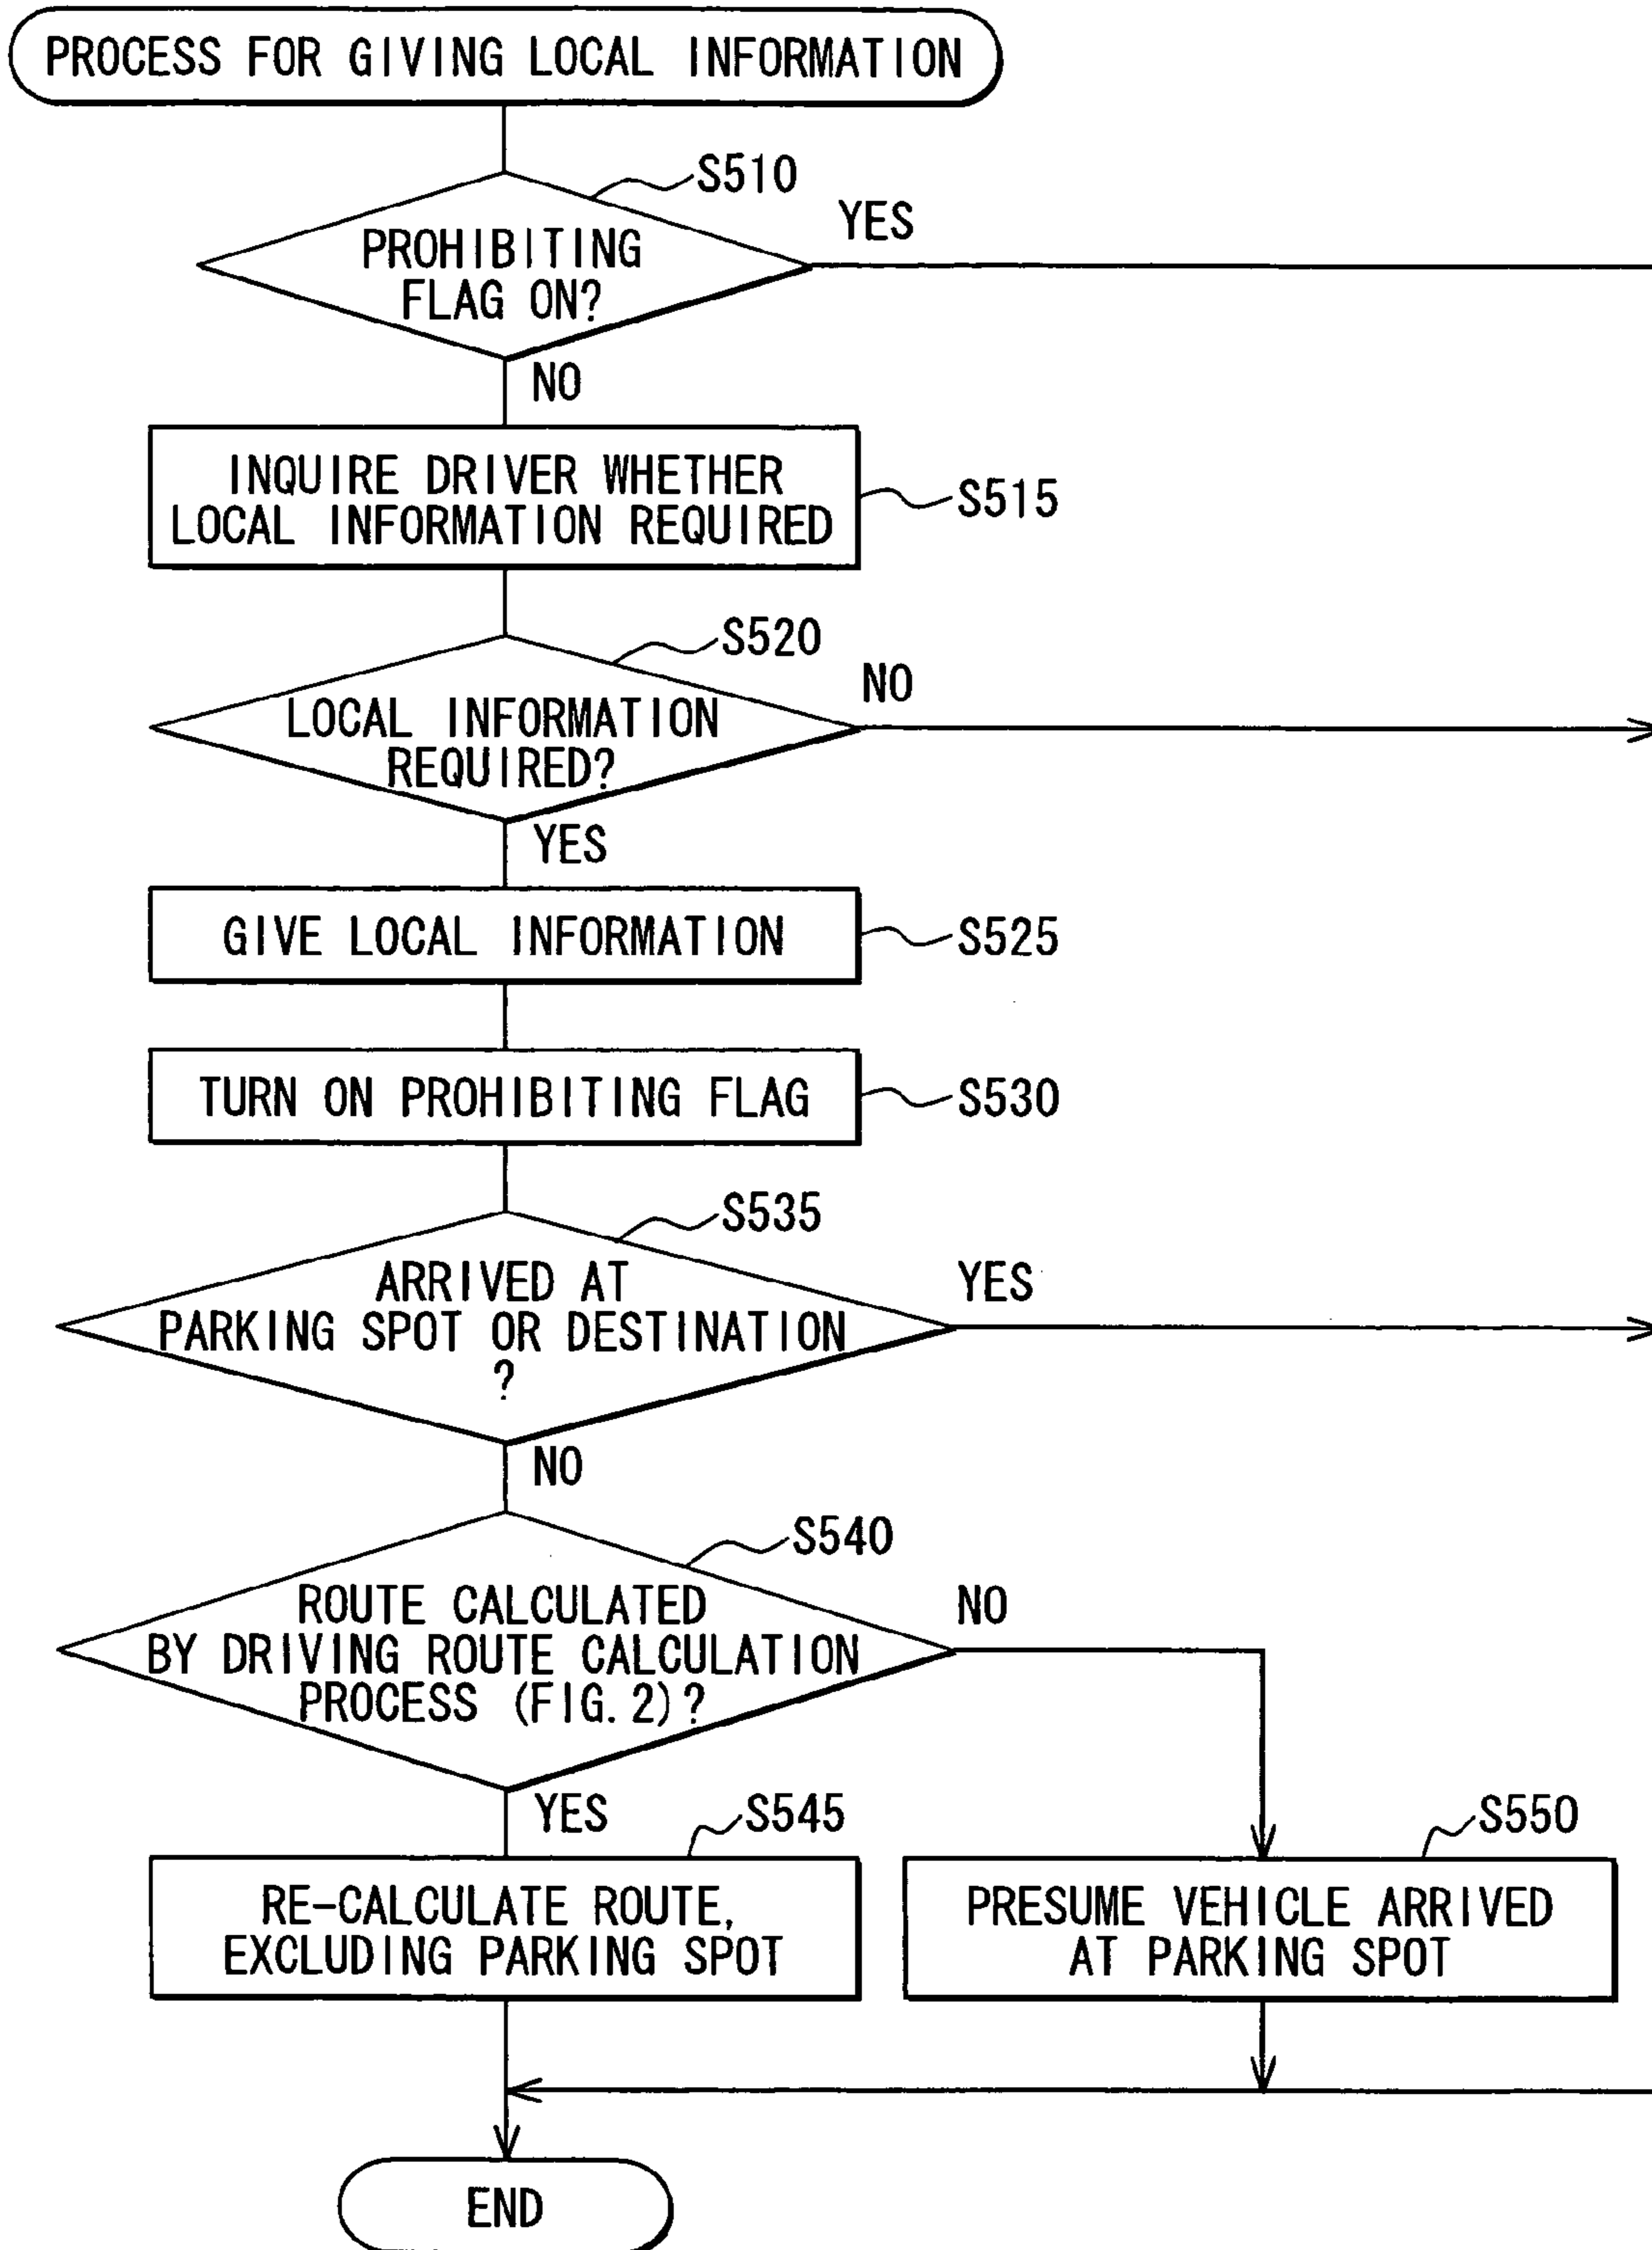 PROCESS FOR GIVING LOCAL INFORMATION
S510
YES
PROHIBITING
FLAG ON?
NO
INQUIRE DRIVER WHETHER
LOCAL INFORMATION REQUIRED
S515
S520
NO
LOCAL INFORMATION
REQUIRED?
YES
GIVE LOCAL INFORMATION
S525
TURN ON PROHIBITING FLAG
S530
S535
YES
ARRIVED AT
PARKING SPOT OR DESTINATION
?
NO
S540
NO
ROUTE CALCULATED
BY DRIVING ROUTE CALCULATION
PROCESS (FIG. 2)?
YES
S545
S550
RE-CALCULATE ROUTE,
EXCLUDING PARKING SPOT
PRESUME VEHICLE ARRIVED
AT PARKING SPOT
END